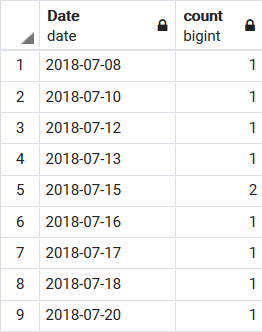 Date count
date bigint
1 2018-07-08 1
2 2018-07-10 1
3 2018-07-12 1
4 2018-07-13 1
5 2018-07-15 2
6 2018-07-16 1
7 2018-07-17 1
8 2018-07-18 1
9 2018-07-20 1